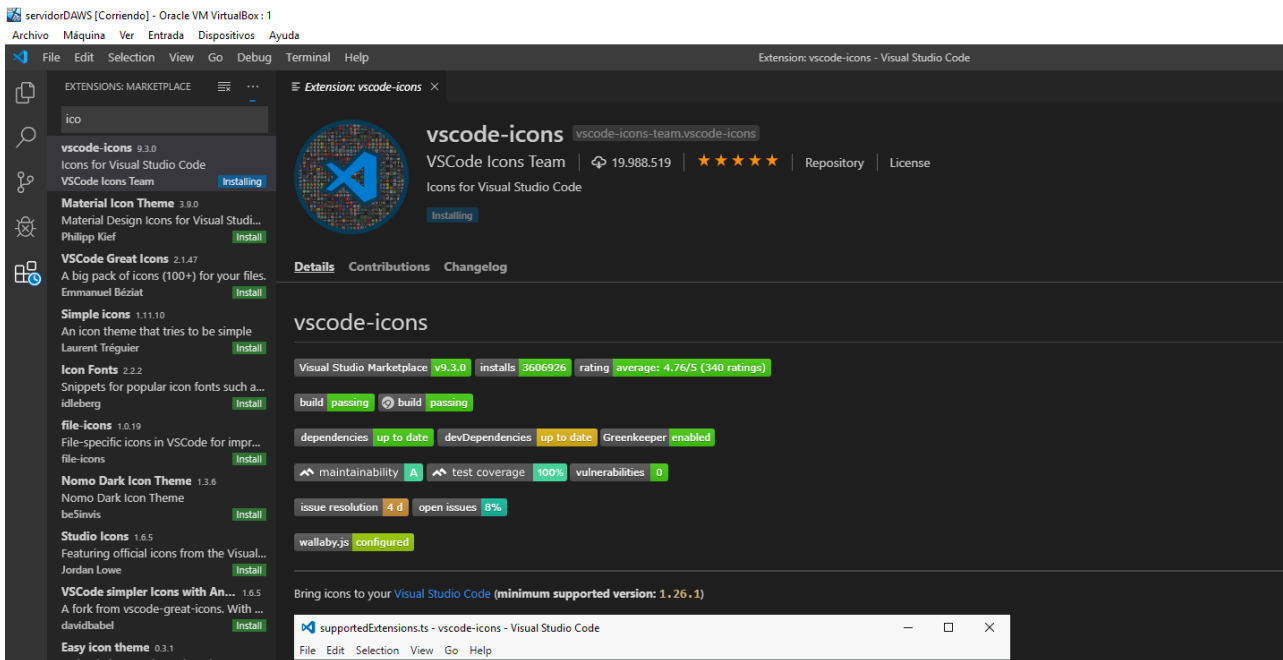 servidorDAWS [Corriendo] - Oracle VM VirtualBox : 1
Archivo Máquina Ver Entrada Dispositivos Ayuda
File Edit Selection View Go Debug Terminal Help
Extension: vscode-icons - Visual Studio Code
EXTENSIONS: MARKETPLACE
ico
vscode-icons 9.3.0
Icons for Visual Studio Code
VSCode Icons Team Installing
Material Icon Theme 3.9.0
Material Design Icons for Visual Studi...
Philipp Kief Install
VSCode Great Icons 2.1.47
A big pack of icons (100+) for your files.
Emmanuel Béziat Install
Simple icons 1.11.10
An icon theme that tries to be simple
Laurent Tréguier Install
Icon Fonts 2.2.2
Snippets for popular icon fonts such a...
idleberg Install
file-icons 1.0.19
File-specific icons in VSCode for impr...
file-icons Install
Nomo Dark Icon Theme 1.3.6
Nomo Dark Icon Theme
be5invis Install
Studio Icons 1.6.5
Featuring official icons from the Visual...
Jordan Lowe Install
VSCode simpler Icons with An... 1.6.5
A fork from vscode-great-icons. With ...
davidbabel Install
Easy icon theme 0.3.1
Extension: vscode-icons
vscode-icons vscode-icons-team.vscode-icons
VSCode Icons Team 19.988.519 Repository License
Icons for Visual Studio Code
Installing
Details Contributions Changelog
vscode-icons
Visual Studio Marketplace v9.3.0 installs 3606926 rating average: 4.76/5 (340 ratings)
build passing build passing
dependencies up to date devDependencies up to date Greenkeeper enabled
maintainability A test coverage 100% vulnerabilities 0
issue resolution 4 d open issues 8%
wallaby.js configured
Bring icons to your Visual Studio Code (minimum supported version: 1.26.1)
supportedExtensions.ts - vscode-icons - Visual Studio Code
File Edit Selection View Go Help